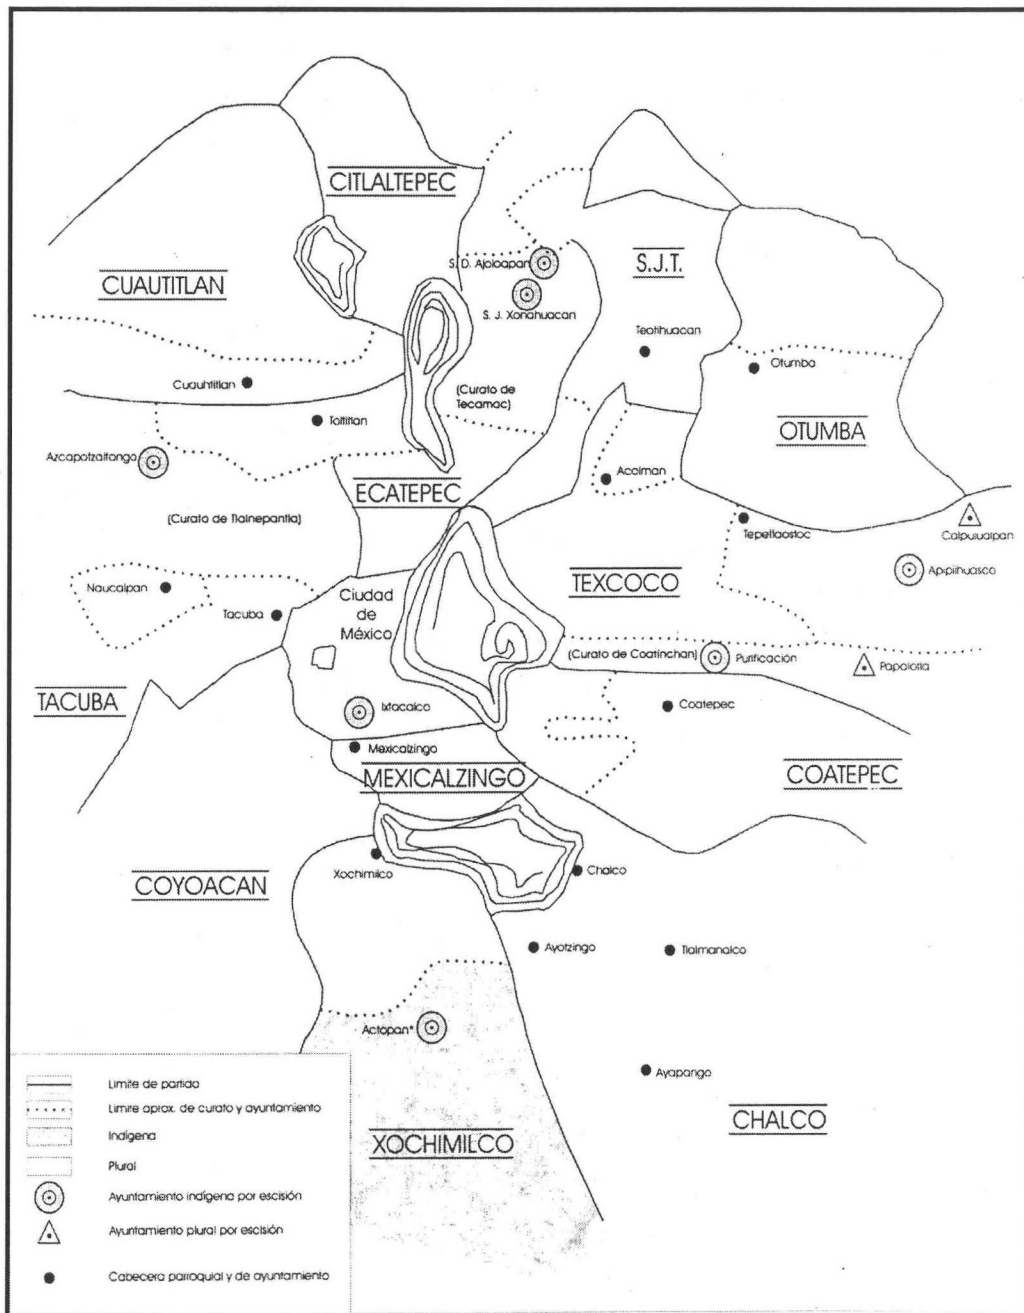 CITLALTEPEC
CUAUTITLAN
S. D. Ajoloapan
S.J.T.
S. J. Xonahuacan
Teotihuacan
Otumba
Cuauhtitlan
(Curato de
Tecamac)
Toltitlan
OTUMBA
Azcapotzaltongo
Acolman
ECATEPEC
(Curato de Tlalnepantla)
Tepetlaostoc
Calpulualpan
Apipilhuasco
TEXCOCO
Naucalpan
Ciudad
de
México
Tacuba
(Curato de Coatinchan)
Purificación
Papalotla
TACUBA
Ixtacalco
Coatepec
Mexicalzingo
MEXICALZINGO
COATEPEC
Xochimilco
Chalco
COYOACAN
Ayotzingo
Tlalmanalco
Actopan*
Ayapango
CHALCO
XOCHIMILCO
Limite de partido
Limite aprox. de curato y ayuntamiento
Indígena
Plural
Ayuntamiento indígena por escisión
Ayuntamiento plural por escisión
Cabecera parroquial y de ayuntamiento